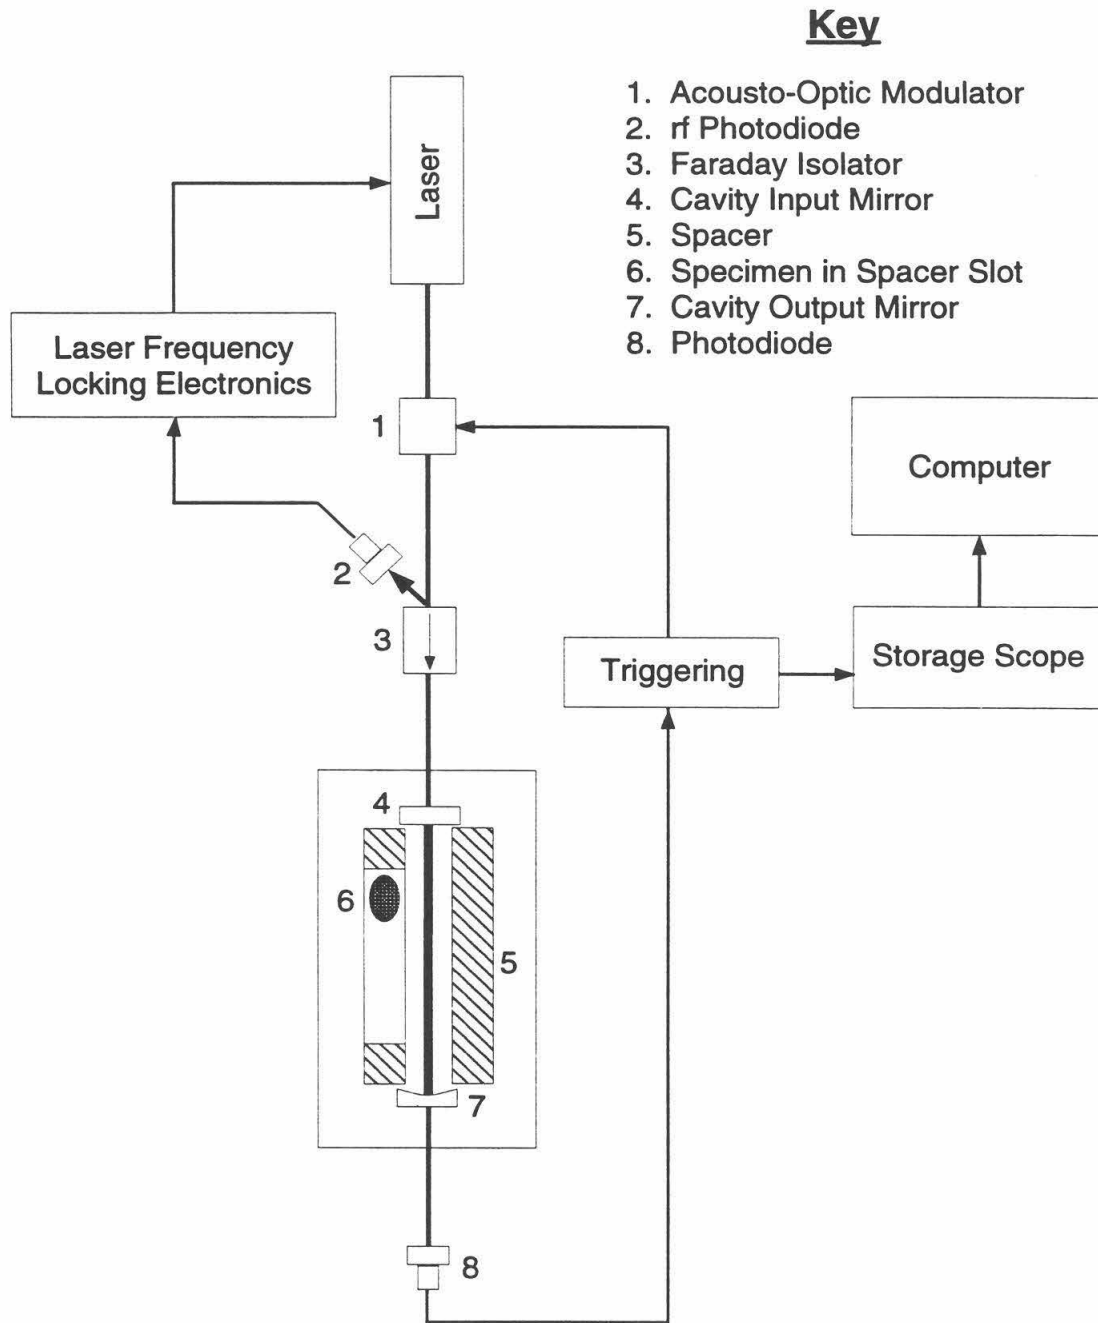 Key
1. Acousto-Optic Modulator
2. rf Photodiode
3. Faraday Isolator
4. Cavity Input Mirror
5. Spacer
6. Specimen in Spacer Slot
7. Cavity Output Mirror
8. Photodiode
Laser
Laser Frequency
Locking Electronics
1
Computer
2
3
Triggering
Storage Scope
4
6
5
7
8